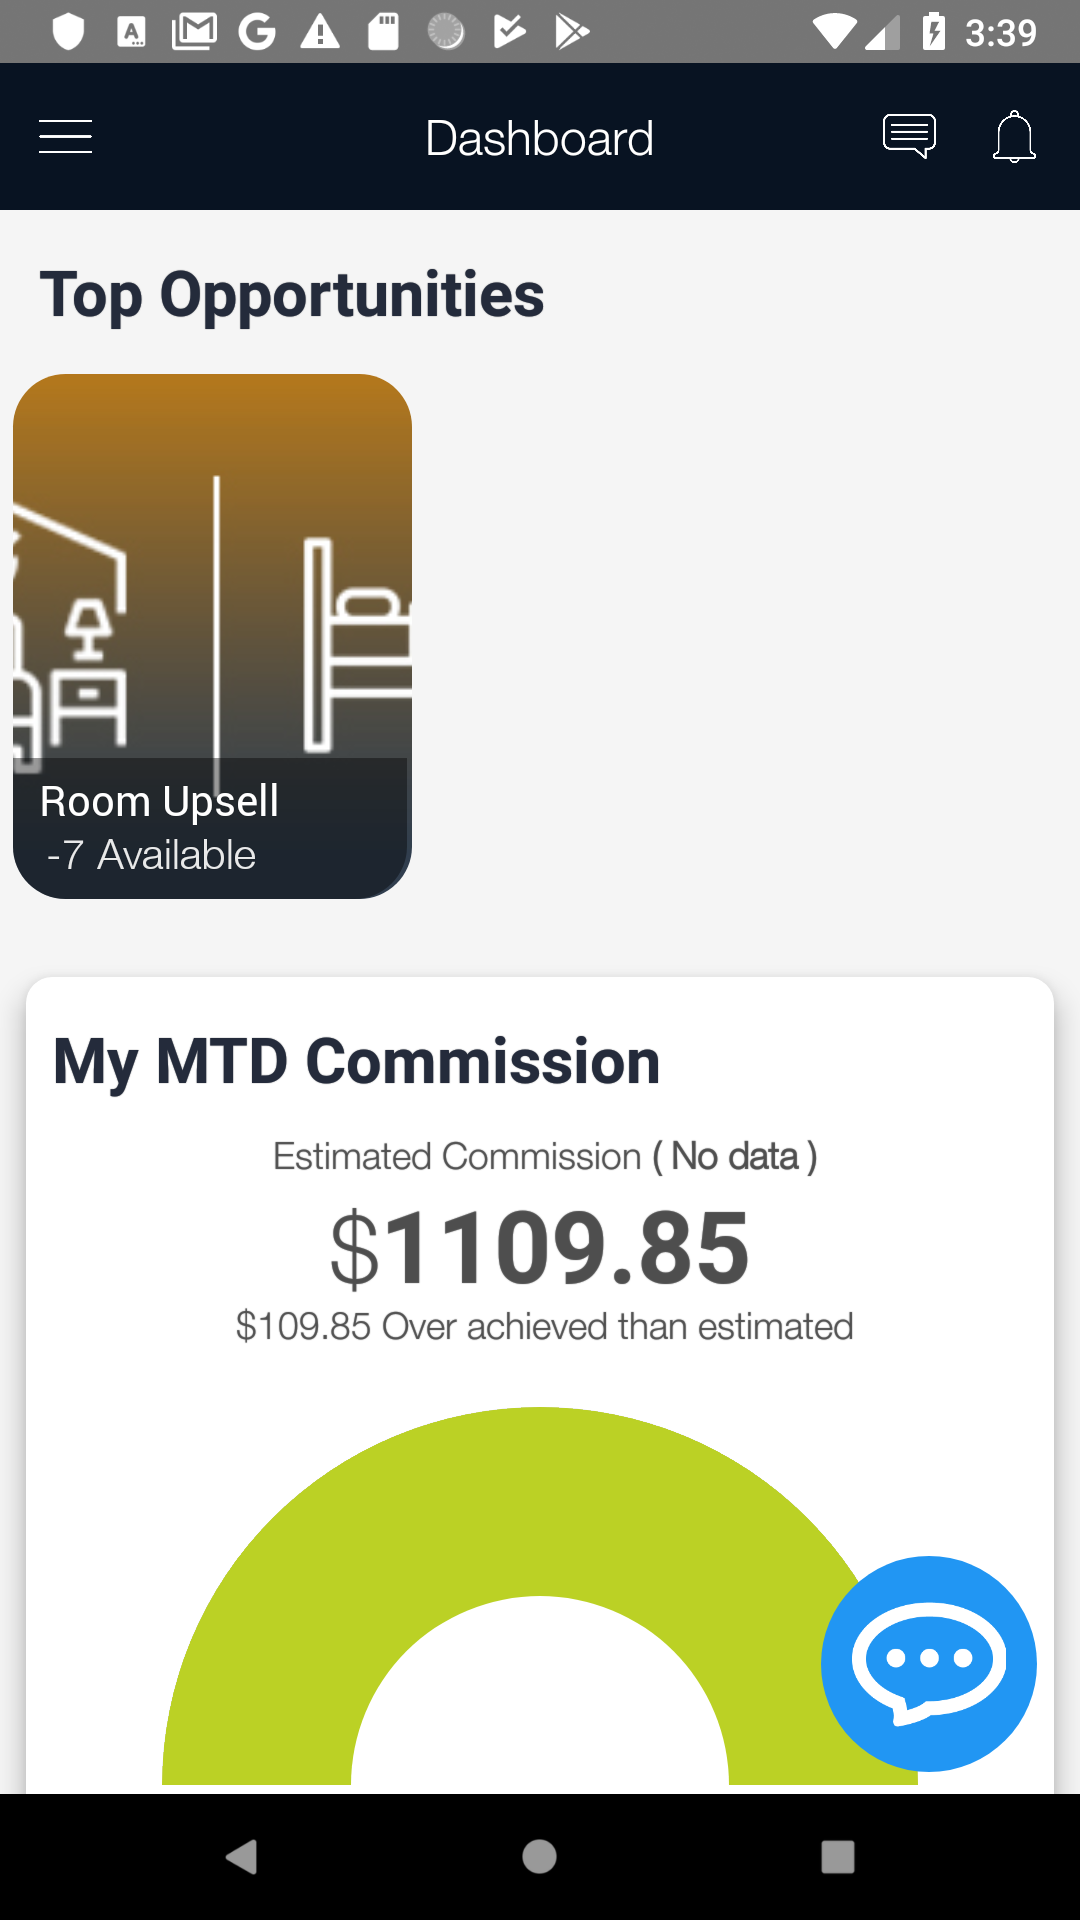 3:39
Dashboard
Top Opportunities
Room Upsell
-7 Available
My MTD Commission
Estimated Commission ( No data )
$1109.85
$109.85 Over achieved than estimated